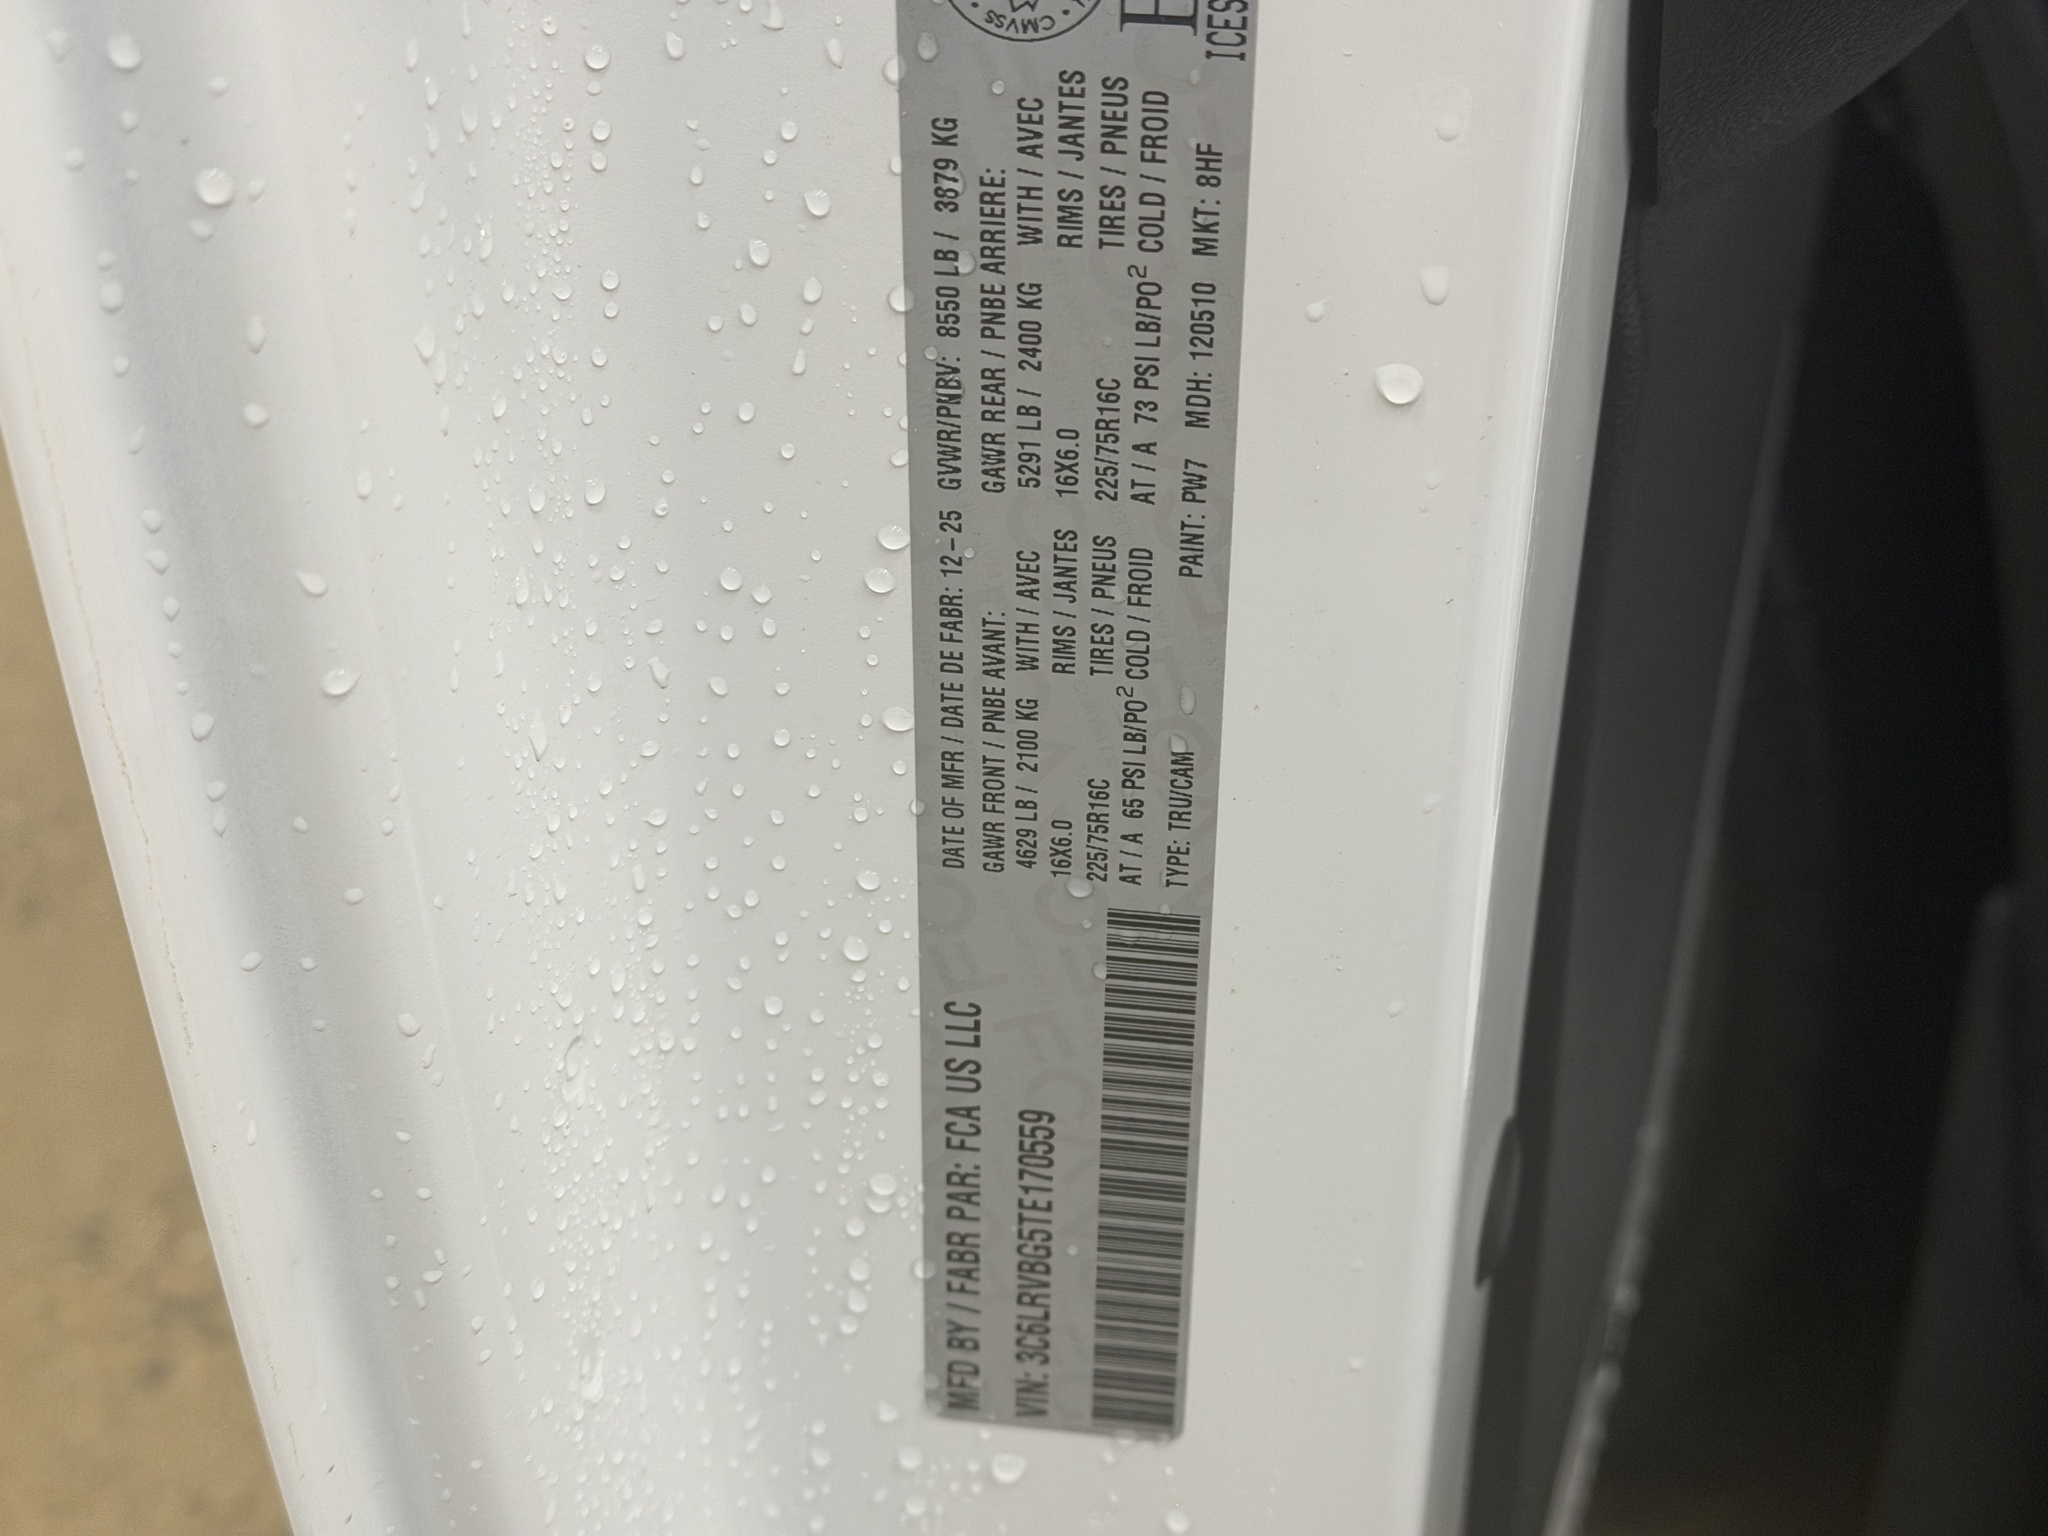 MFD BY / FABR PAR: FCA US LLC
VIN: 3C6LRVBG5TE170559
DATE OF MFR / DATE DE FABR: 12-25 GVWR/PNBV: 8550 LB / 3879 KG
GAWR FRONT / PNBE AVANT: GAWR REAR / PNBE ARRIERE:
4629 LB / 2100 KG WITH / AVEC 5291 LB / 2400 KG WITH / AVEC
16X6.0 RIMS / JANTES 16X6.0 RIMS / JANTES
225/75R16C TIRES / PNEUS 225/75R16C TIRES / PNEUS
AT / A 65 PSI LB/PO² COLD / FROID AT / A 73 PSI LB/PO² COLD / FROID
TYPE: TRU/CAM PAINT: PW7 MDH: 120510 MKT: 8HF
CMVSS
ICES